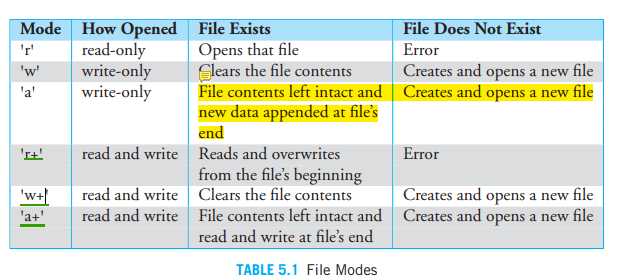 Mode How Opened File Exists File Does Not Exist
'r' read-only Opens that file Error
'w' write-only Clears the file contents Creates and opens a new file
'a' write-only File contents left intact and Creates and opens a new file
new data appended at file's
end
'r+' read and write Reads and overwrites Error
from the file's beginning
'w+' read and write Clears the file contents Creates and opens a new file
'a+' read and write File contents left intact and Creates and opens a new file
read and write at file's end
TABLE 5.1 File Modes